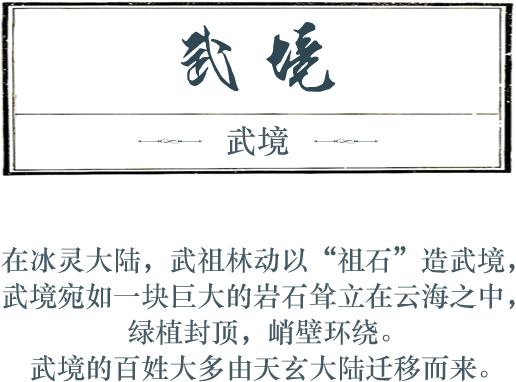 武境
武境
在冰灵大陆，武祖林动以“祖石”造武境，
武境宛如一块巨大的岩石耸立在云海之中，
绿植封顶，峭壁环绕。
武境的百姓大多由天玄大陆迁移而来。